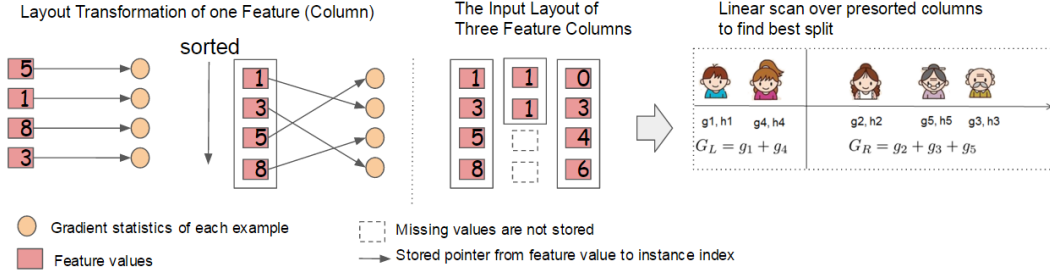 Layout Transformation of one Feature (Column)
The Input Layout of
Three Feature Columns
Linear scan over presorted columns
to find best split
sorted
5
1
8
3
1
3
5
8
1
3
5
8
1
1
0
3
4
6
g1, h1
g4, h4
g2, h2
g5, h5
g3, h3
G_L = g_1 + g_4
G_R = g_2 + g_3 + g_5
Gradient statistics of each example
Feature values
Missing values are not stored
Stored pointer from feature value to instance index